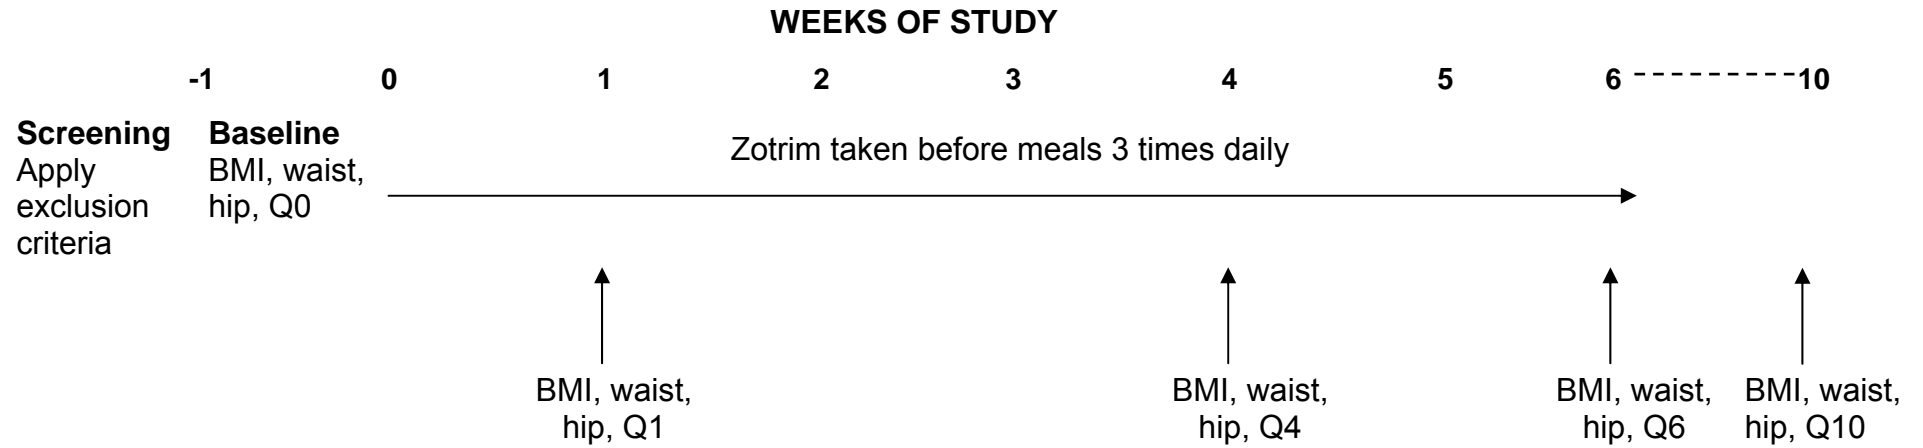 WEEKS OF STUDY
-1 0 1 2 3 4 5 6 10
Screening Baseline
Apply BMI, waist,
exclusion hip, Q0
criteria
Zotrim taken before meals 3 times daily
BMI, waist, BMI, waist, BMI, waist, BMI, waist,
hip, Q1 hip, Q4 hip, Q6 hip, Q10